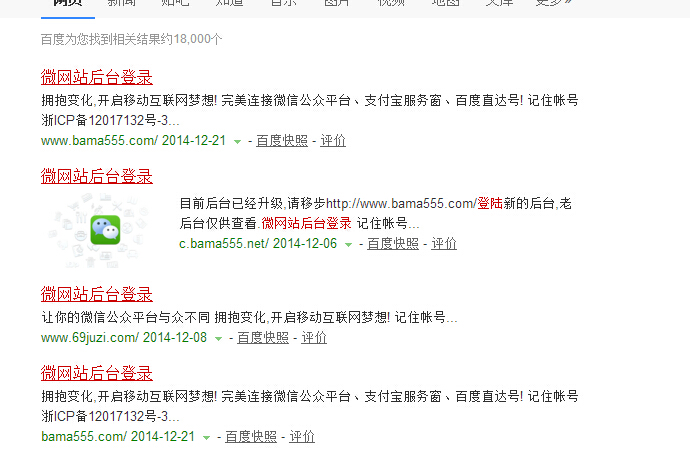 网页 新闻 贴吧 知道 音乐 图片 视频 地图 文库 更多»
百度为您找到相关结果约18,000个
微网站后台登录
拥抱变化,开启移动互联网梦想! 完美连接微信公众平台、支付宝服务窗、百度直达号! 记住帐号
浙ICP备12017132号-3...
www.bama555.com/ 2014-12-21 - 百度快照 - 评价
微网站后台登录
目前后台已经升级,请移步http://www.bama555.com/登陆新的后台,老
后台仅供查看.微网站后台登录 记住帐号...
c.bama555.net/ 2014-12-06 - 百度快照 - 评价
微网站后台登录
让你的微信公众平台与众不同 拥抱变化,开启移动互联网梦想! 记住帐号...
www.69juzi.com/ 2014-12-08 - 百度快照 - 评价
微网站后台登录
拥抱变化,开启移动互联网梦想! 完美连接微信公众平台、支付宝服务窗、百度直达号! 记住帐号
浙ICP备12017132号-3...
bama555.com/ 2014-12-21 - 百度快照 - 评价